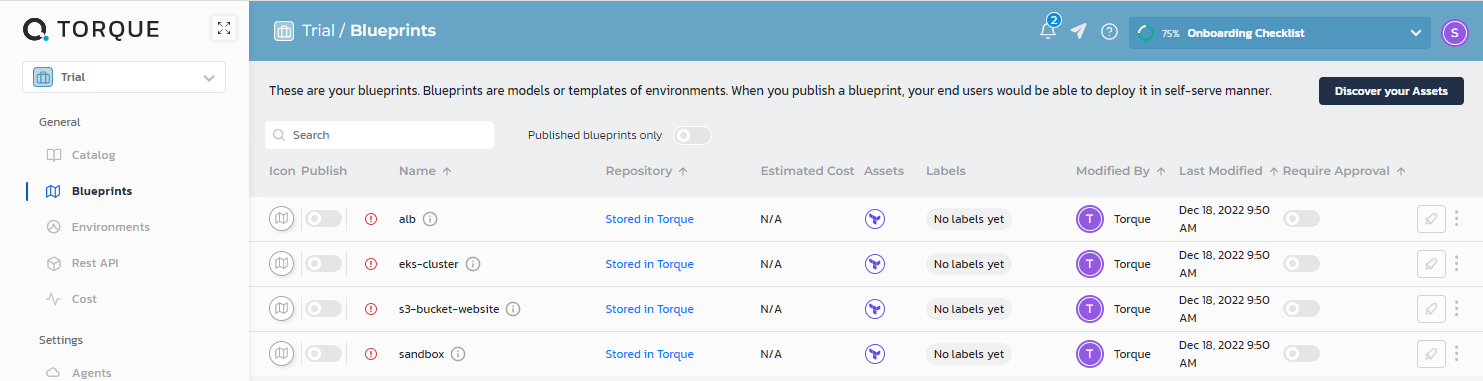 TORQUE
Trial / Blueprints
2
75% Onboarding Checklist
S
Trial
These are your blueprints. Blueprints are models or templates of environments. When you publish a blueprint, your end users would be able to deploy it in self-serve manner.
Discover your Assets
General
Search
Published blueprints only
Catalog
Blueprints
Environments
Rest API
Cost
Settings
Agents
Icon Publish Name ↑ Repository ↑ Estimated Cost Assets Labels Modified By ↑ Last Modified ↑ Require Approval ↑
alb Stored in Torque N/A No labels yet T Torque Dec 18, 2022 9:50
AM
eks-cluster Stored in Torque N/A No labels yet T Torque Dec 18, 2022 9:50
AM
s3-bucket-website Stored in Torque N/A No labels yet T Torque Dec 18, 2022 9:50
AM
sandbox Stored in Torque N/A No labels yet T Torque Dec 18, 2022 9:50
AM